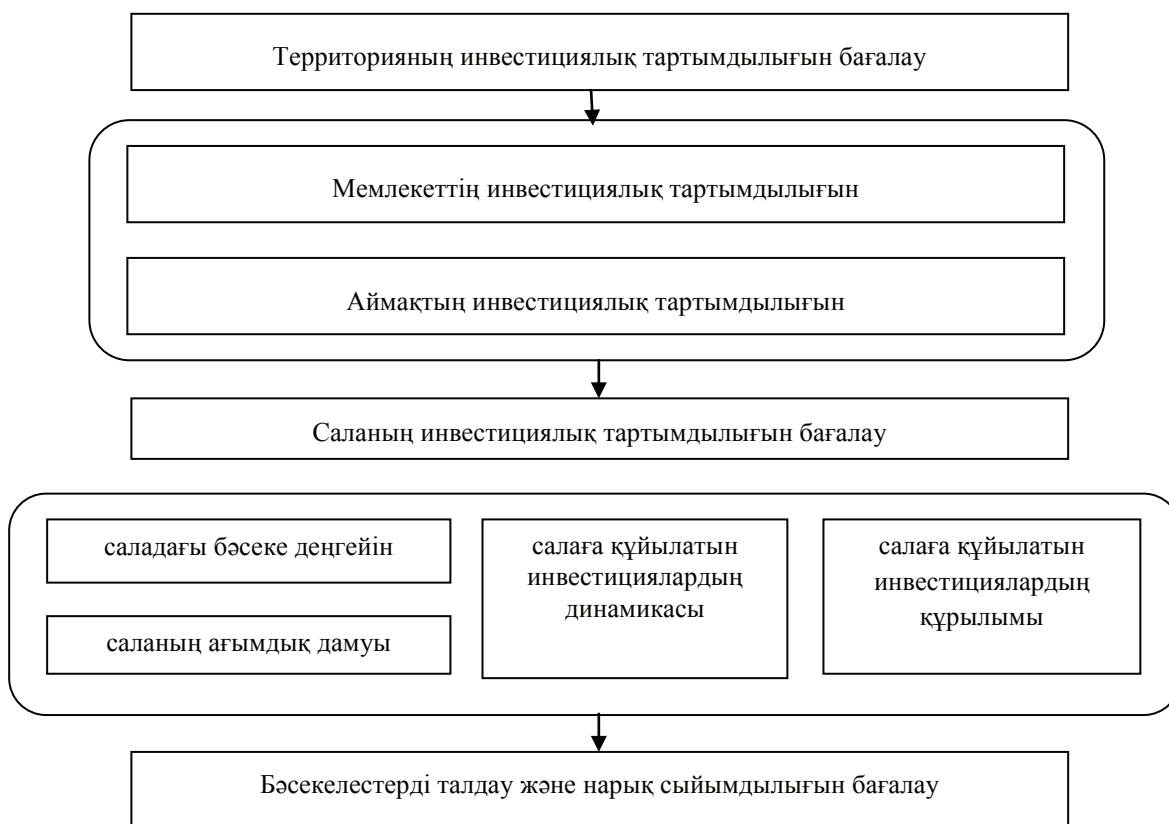 Территорияның инвестициялық тартымдылығын бағалау
Мемлекеттің инвестициялық тартымдылығын
Аймақтың инвестициялық тартымдылығын
Саланың инвестициялық тартымдылығын бағалау
саладағы бәсеке деңгейін
саланың ағымдық дамуы
салаға құйылатын
инвестициялардың
динамикасы
салаға құйылатын
инвестициялардың
құрылымы
Бәсекелестерді талдау және нарық сыйымдылығын бағалау